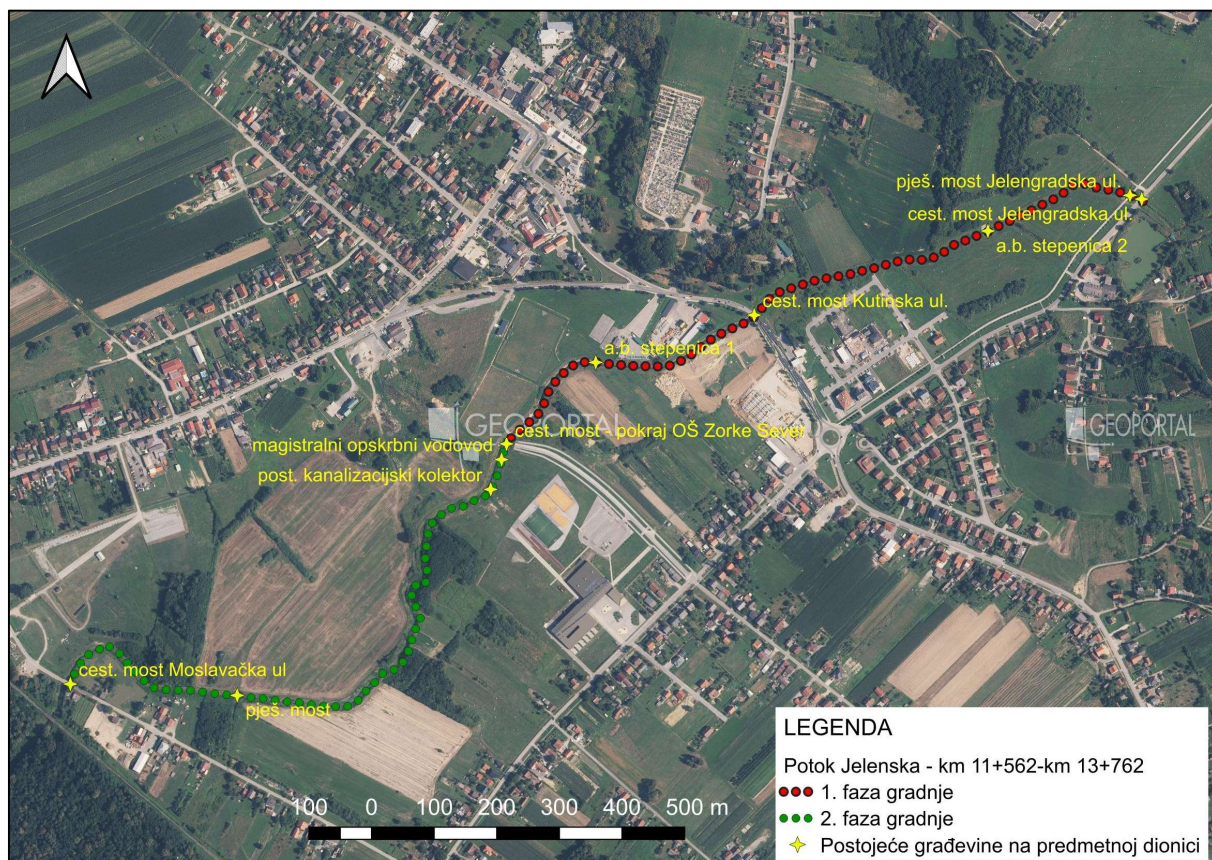 pješ. most Jelengradska ul.
cest. most Jelengradska ul.
a.b. stepenica 2
cest. most Kutinska ul.
a.b. stepenica 1
GEOPORTAL
GEOPORTAL
cest. most - pokraj OŠ Zorke Sever
magistralni opskrbni vodovod
post. kanalizacijski kolektor
cest. most Moslavačka ul
pješ. most
LEGENDA
Potok Jelenska - km 11+562-km 13+762
1. faza gradnje
2. faza gradnje
Postojeće građevine na predmetnoj dionici
100 0 100 200 300 400 500 m